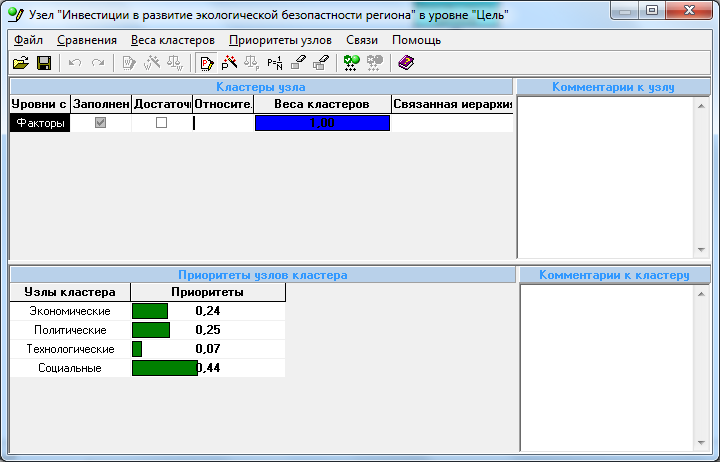 Узел "Инвестиции в развитие экологической безопастности региона" в уровне "Цель"
Файл Сравнения Веса кластеров Приоритеты узлов Связи Помощь
Кластеры узла Комментарии к узлу
Уровни с Заполнен Достаточн Относите. Веса кластеров Связанная иерархия
Факторы 1,00
Приоритеты узлов кластера Комментарии к кластеру
Узлы кластера Приоритеты
Экономические 0,24
Политические 0,25
Технологические 0,07
Социальные 0,44